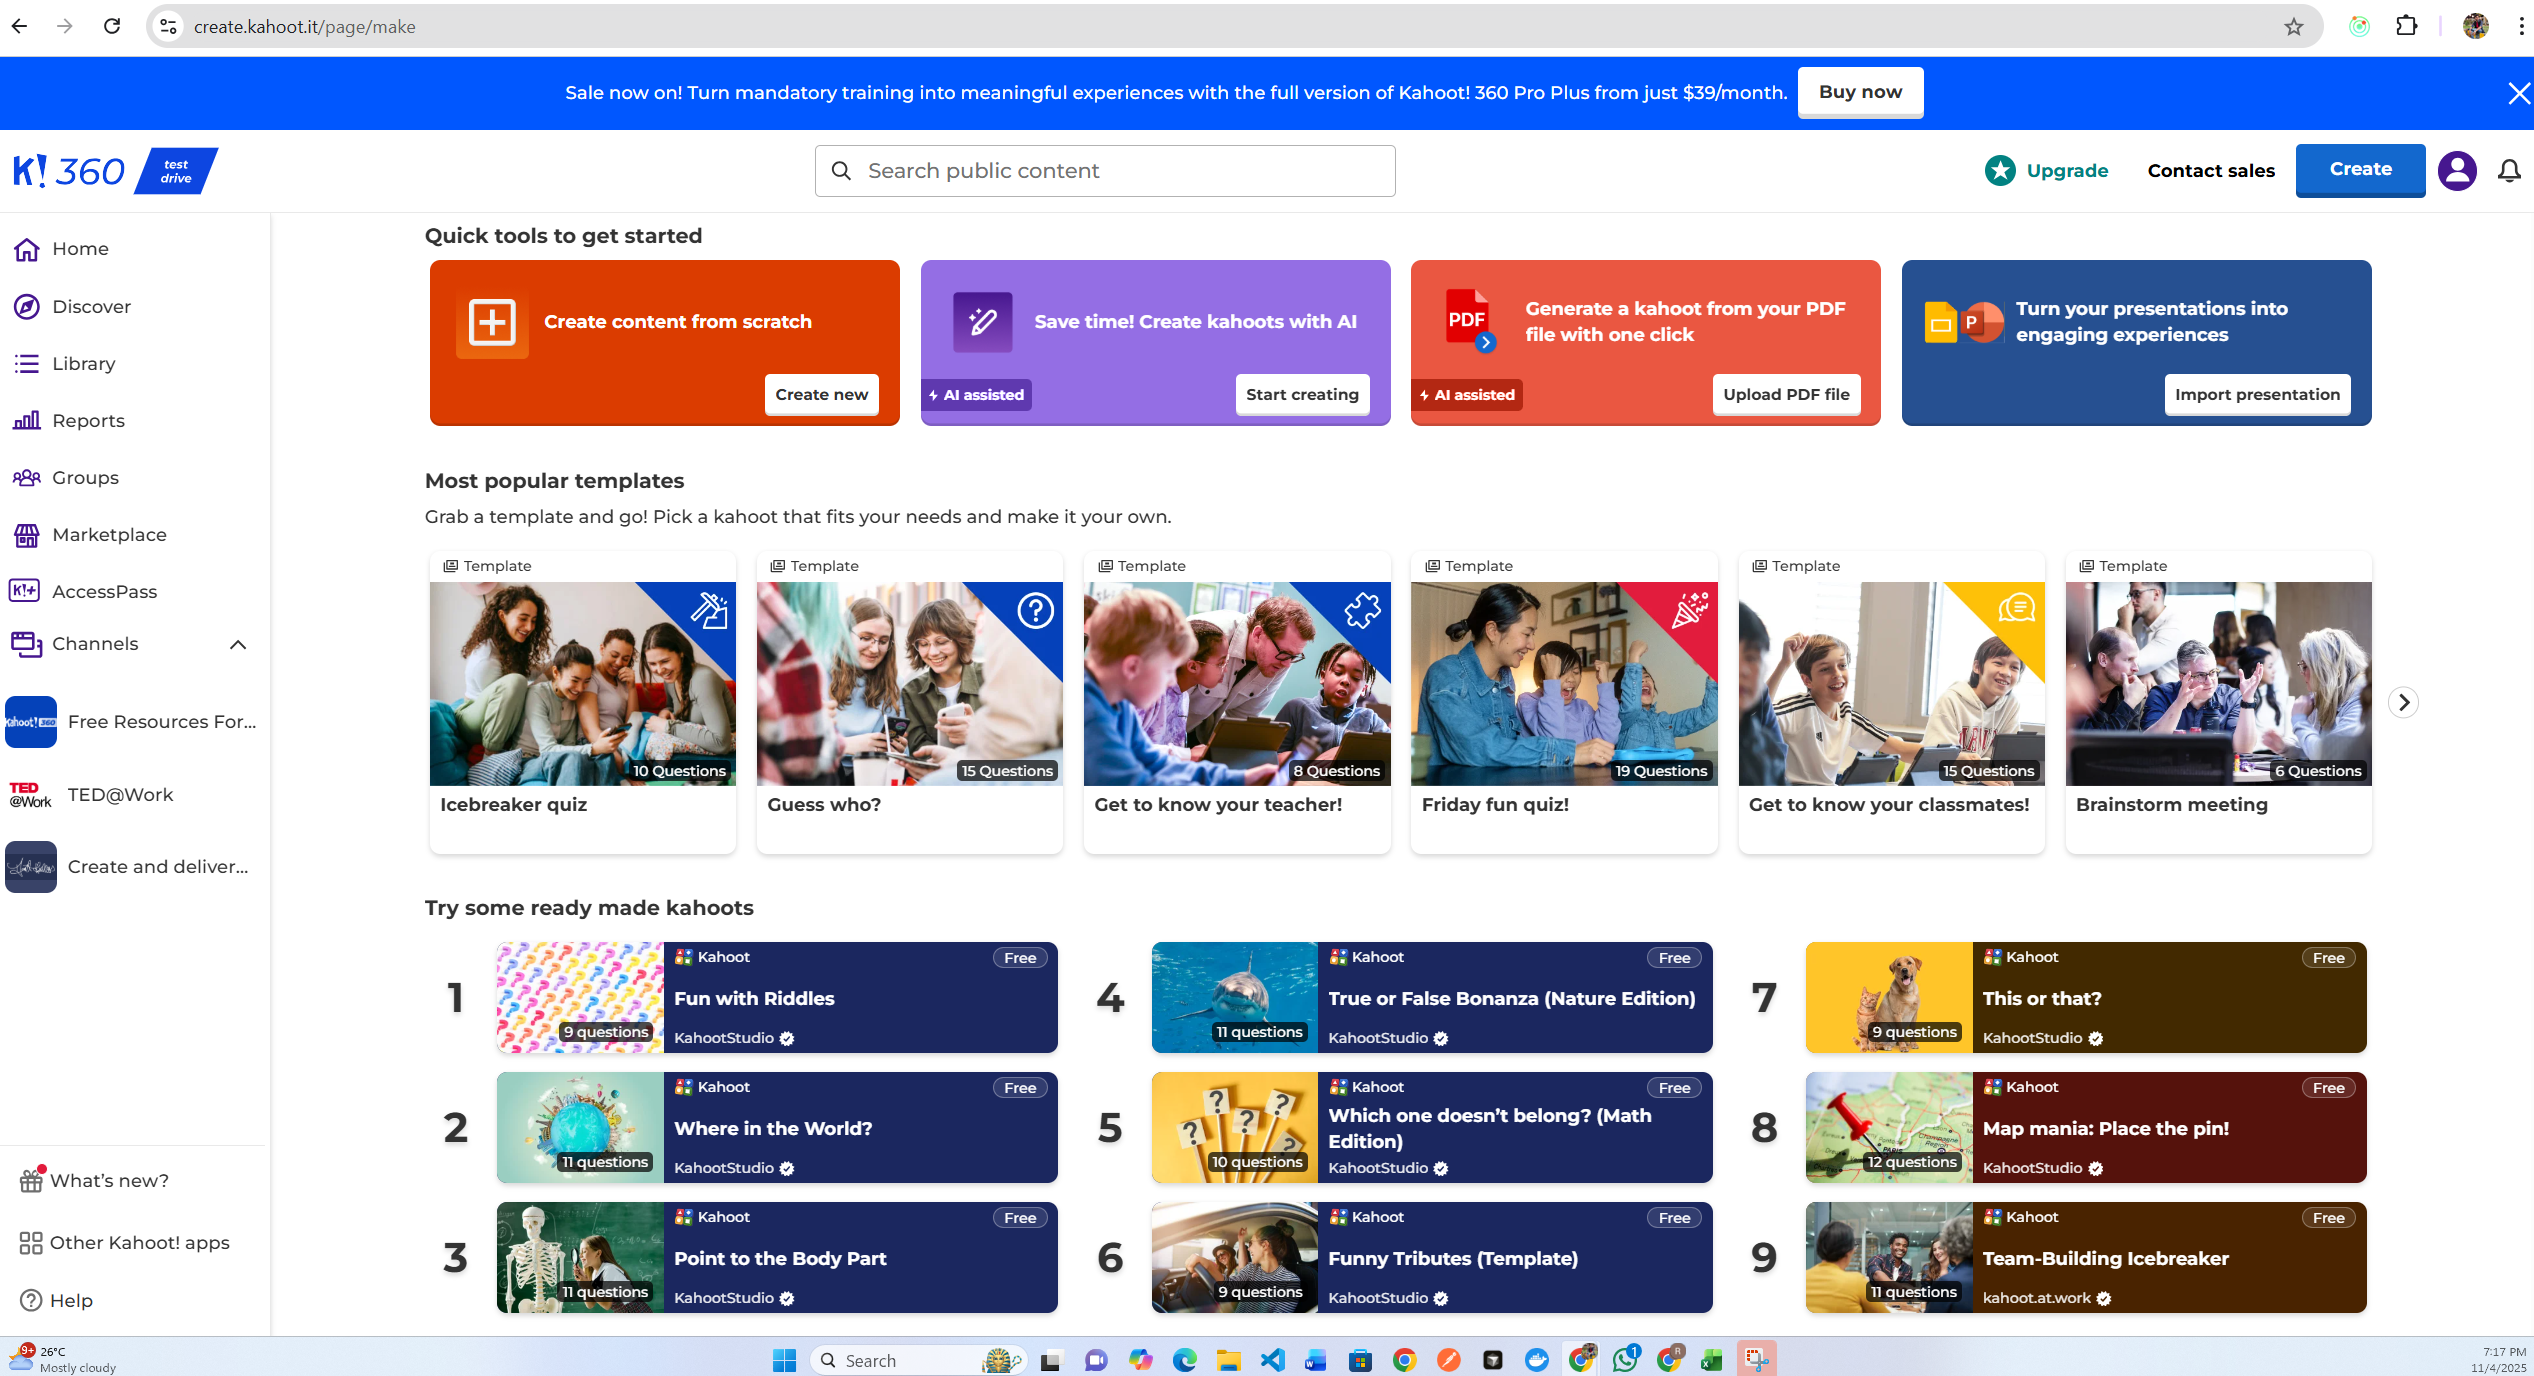 create.kahoot.it/page/make
Sale now on! Turn mandatory training into meaningful experiences with the full version of Kahoot! 360 Pro Plus from just $39/month.
Buy now
K! 360
test
drive
Search public content
Upgrade
Contact sales
Create
Home
Discover
Library
Reports
Groups
Marketplace
K!+
AccessPass
Channels
Kahoot! 360
Free Resources For...
TED
@Work
TED@Work
Create and deliver...
What's new?
Other Kahoot! apps
Help
Quick tools to get started
Create content from scratch
Create new
Save time! Create kahoots with AI
AI assisted
Start creating
PDF
Generate a kahoot from your PDF
file with one click
AI assisted
Upload PDF file
P
Turn your presentations into
engaging experiences
Import presentation
Most popular templates
Grab a template and go! Pick a kahoot that fits your needs and make it your own.
Template
10 Questions
Icebreaker quiz
Template
15 Questions
Guess who?
Template
8 Questions
Get to know your teacher!
Template
19 Questions
Friday fun quiz!
Template
15 Questions
Get to know your classmates!
Template
6 Questions
Brainstorm meeting
Try some ready made kahoots
1
9 questions
Kahoot
Free
Fun with Riddles
KahootStudio
2
11 questions
Kahoot
Free
Where in the World?
KahootStudio
3
11 questions
Kahoot
Free
Point to the Body Part
KahootStudio
4
11 questions
Kahoot
Free
True or False Bonanza (Nature Edition)
KahootStudio
5
10 questions
Kahoot
Free
Which one doesn't belong? (Math
Edition)
KahootStudio
6
9 questions
Kahoot
Free
Funny Tributes (Template)
KahootStudio
7
9 questions
Kahoot
Free
This or that?
KahootStudio
8
PARIS
12 questions
Kahoot
Free
Map mania: Place the pin!
KahootStudio
9
11 questions
Kahoot
Free
Team-Building Icebreaker
kahoot.at.work
9+
26°C
Mostly cloudy
Search
1
R
7:17 PM
11/4/2025